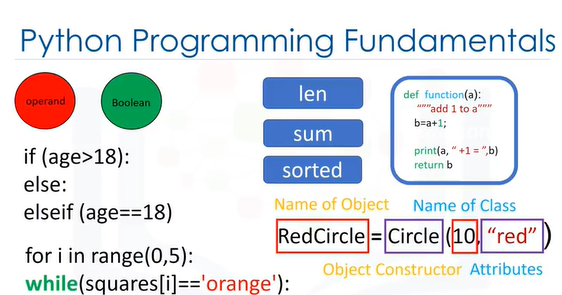 Python Programming Fundamentals
operand
Boolean
if (age>18):
else:
elseif (age==18)
for i in range(0,5):
while(squares[i]=='orange'):
len
sum
sorted
def function(a):
"""add 1 to a"""
b=a+1;
print(a, " +1 = ",b)
return b
Name of Object
Name of Class
RedCircle = Circle (10, "red" )
Object Constructor
Attributes